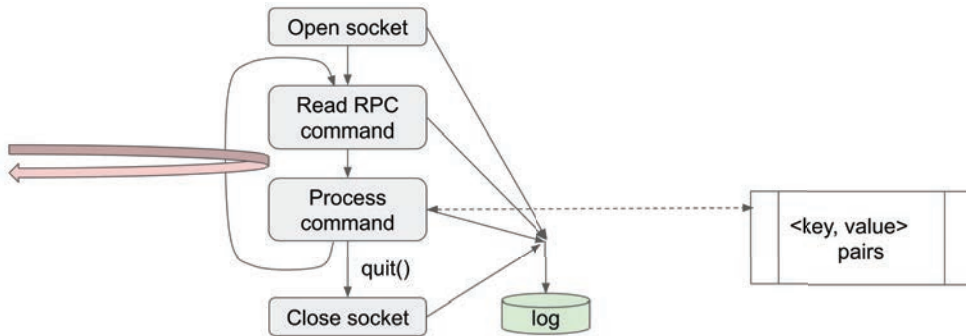 Open socket
Read RPC
command
Process
command
<key, value>
pairs
quit()
Close socket
log